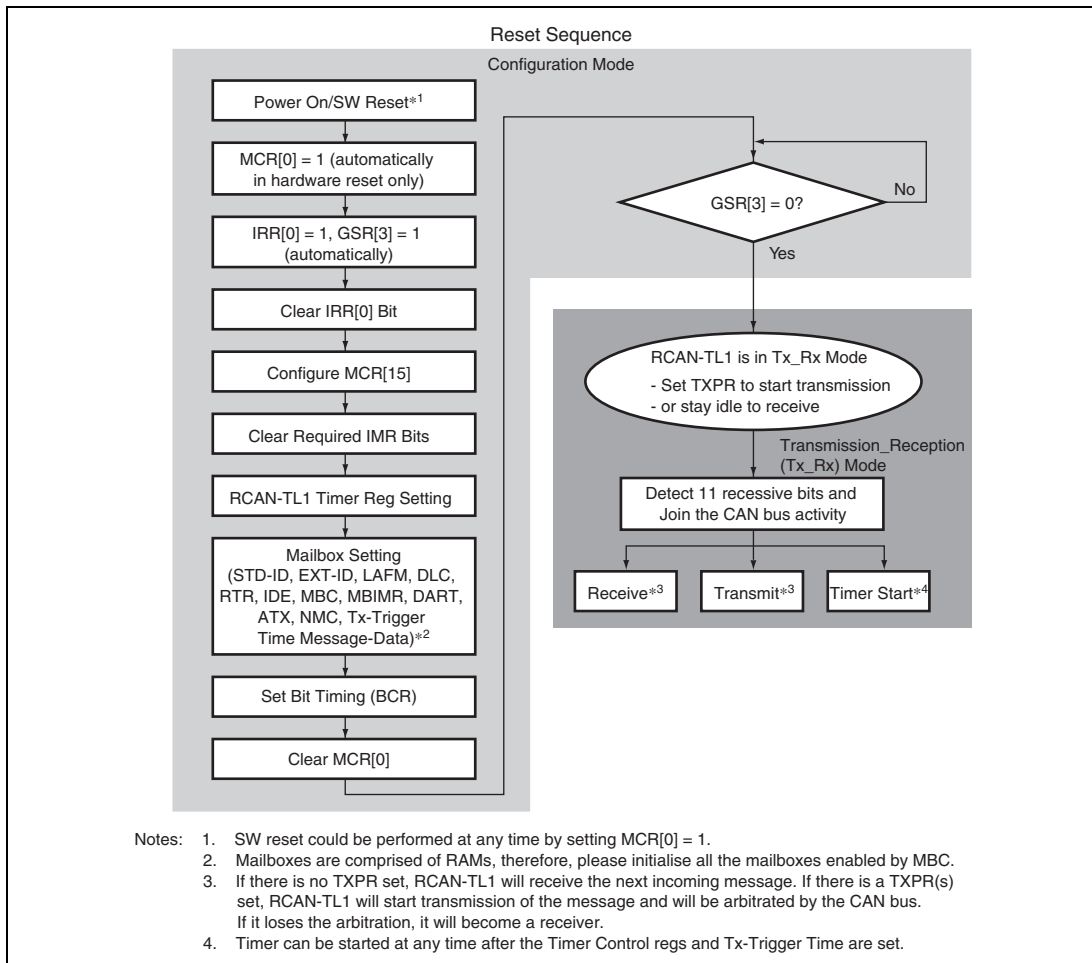 Reset Sequence
Configuration Mode
Power On/SW Reset*1
MCR[0] = 1 (automatically
in hardware reset only)
IRR[0] = 1, GSR[3] = 1
(automatically)
Clear IRR[0] Bit
Configure MCR[15]
Clear Required IMR Bits
RCAN-TL1 Timer Reg Setting
Mailbox Setting
(STD-ID, EXT-ID, LAFM, DLC,
RTR, IDE, MBC, MBIMR, DART,
ATX, NMC, Tx-Trigger
Time Message-Data)*2
Set Bit Timing (BCR)
Clear MCR[0]
GSR[3] = 0?
No
Yes
RCAN-TL1 is in Tx_Rx Mode
- Set TXPR to start transmission
- or stay idle to receive
Transmission_Reception
(Tx_Rx) Mode
Detect 11 recessive bits and
Join the CAN bus activity
Receive*3
Transmit*3
Timer Start*4
Notes: 1. SW reset could be performed at any time by setting MCR[0] = 1.
2. Mailboxes are comprised of RAMs, therefore, please initialise all the mailboxes enabled by MBC.
3. If there is no TXPR set, RCAN-TL1 will receive the next incoming message. If there is a TXPR(s)
set, RCAN-TL1 will start transmission of the message and will be arbitrated by the CAN bus.
If it loses the arbitration, it will become a receiver.
4. Timer can be started at any time after the Timer Control regs and Tx-Trigger Time are set.